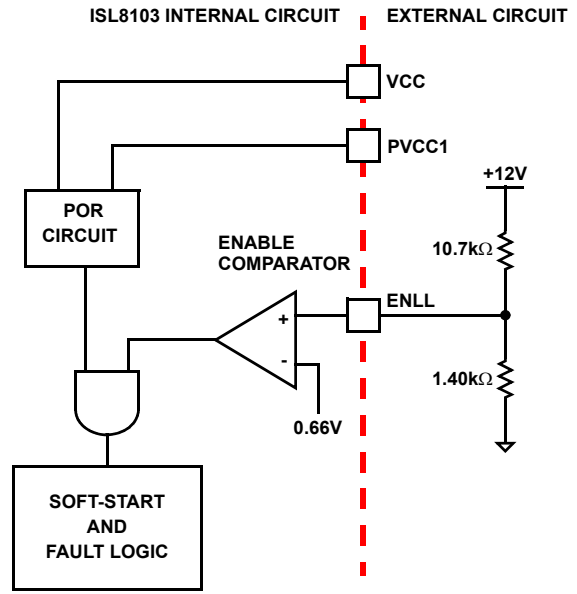 ISL8103 INTERNAL CIRCUIT
EXTERNAL CIRCUIT
VCC
PVCC1
+12V
POR
CIRCUIT
10.7kΩ
ENABLE
COMPARATOR
ENLL
+
-
1.40kΩ
0.66V
SOFT-START
AND
FAULT LOGIC